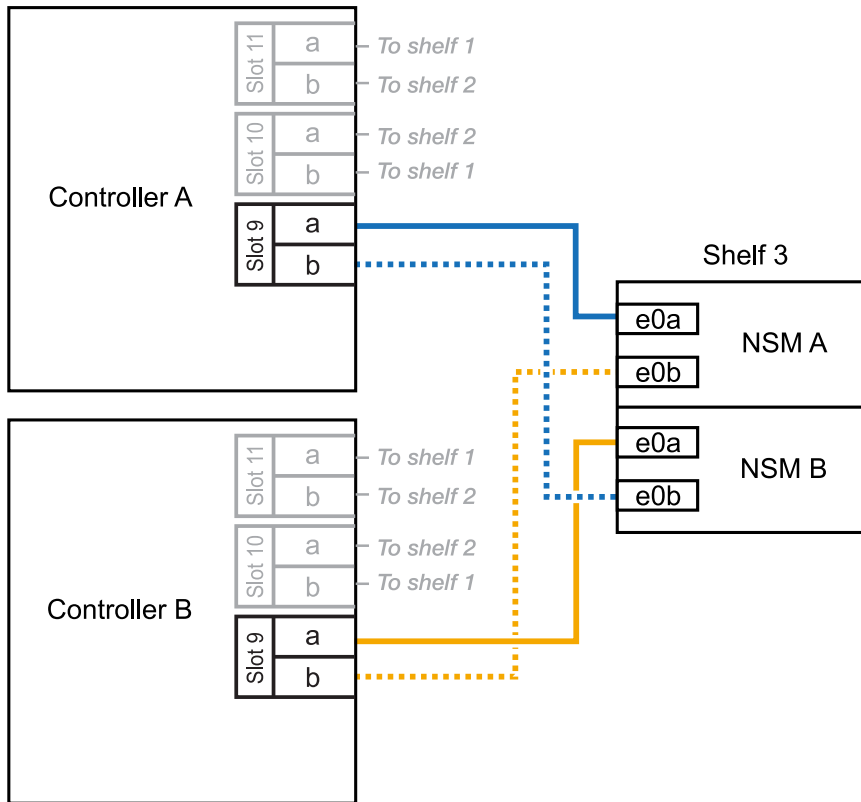 Controller A
Slot 11
a
To shelf 1
b
To shelf 2
Slot 10
a
To shelf 2
b
To shelf 1
Slot 9
a
b
Shelf 3
e0a
NSM A
e0b
e0a
NSM B
e0b
Controller B
Slot 11
a
To shelf 1
b
To shelf 2
Slot 10
a
To shelf 2
b
To shelf 1
Slot 9
a
b